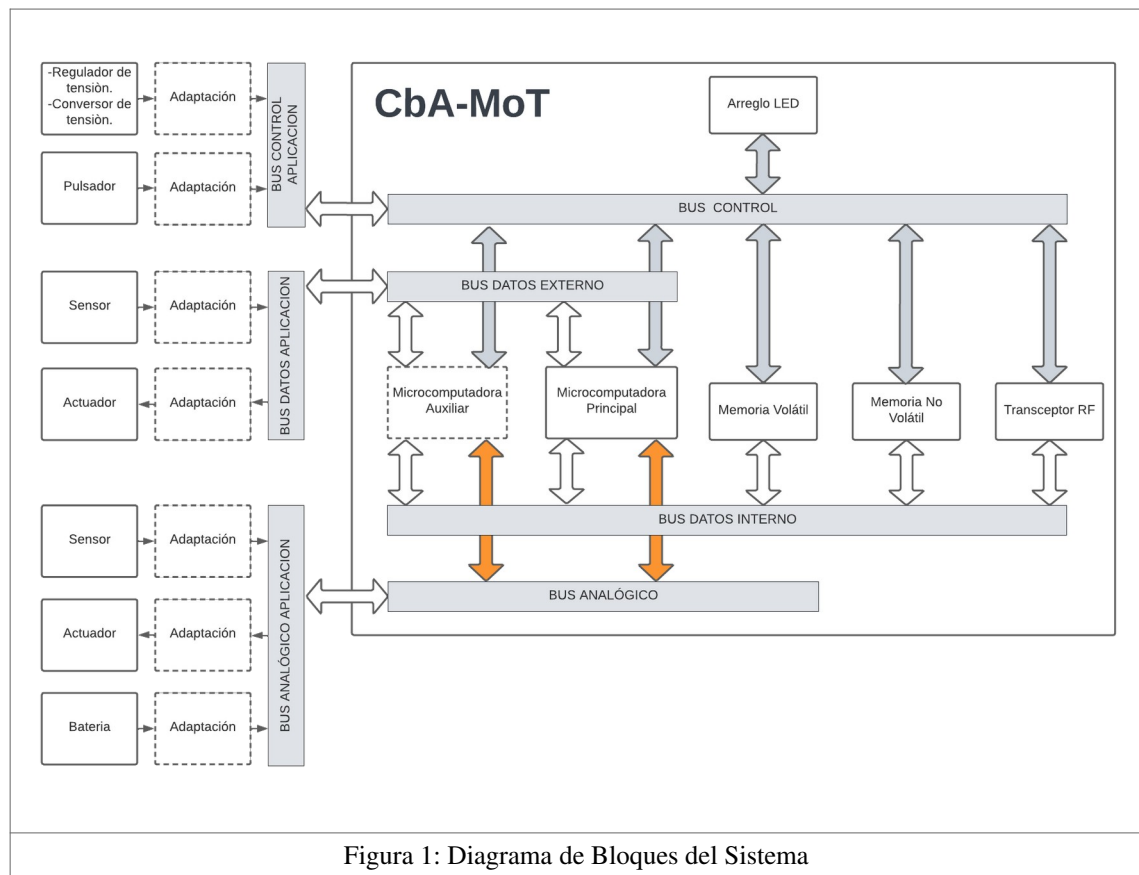 -Regulador de
tensiòn.
-Conversor de
tensiòn.
Adaptación
BUS CONTROL
APLICACION
Pulsador
Adaptación
CbA-MoT
Arreglo LED
BUS CONTROL
Sensor
Adaptación
BUS DATOS APLICACION
Actuador
Adaptación
BUS DATOS EXTERNO
Microcomputadora
Auxiliar
Microcomputadora
Principal
Memoria Volátil
Memoria No
Volátil
Transceptor RF
BUS DATOS INTERNO
Sensor
Adaptación
BUS ANALÓGICO APLICACION
Actuador
Adaptación
Bateria
Adaptación
BUS ANALÓGICO
Figura 1: Diagrama de Bloques del Sistema